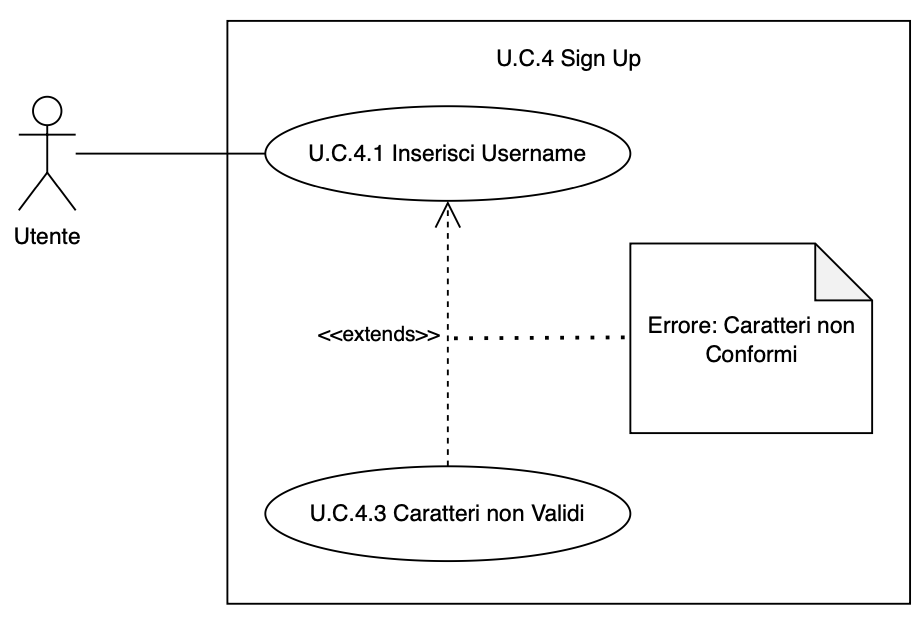 U.C.4 Sign Up
U.C.4.1 Inserisci Username
Utente
<<extends>>
Errore: Caratteri non
Conformi
U.C.4.3 Caratteri non Validi